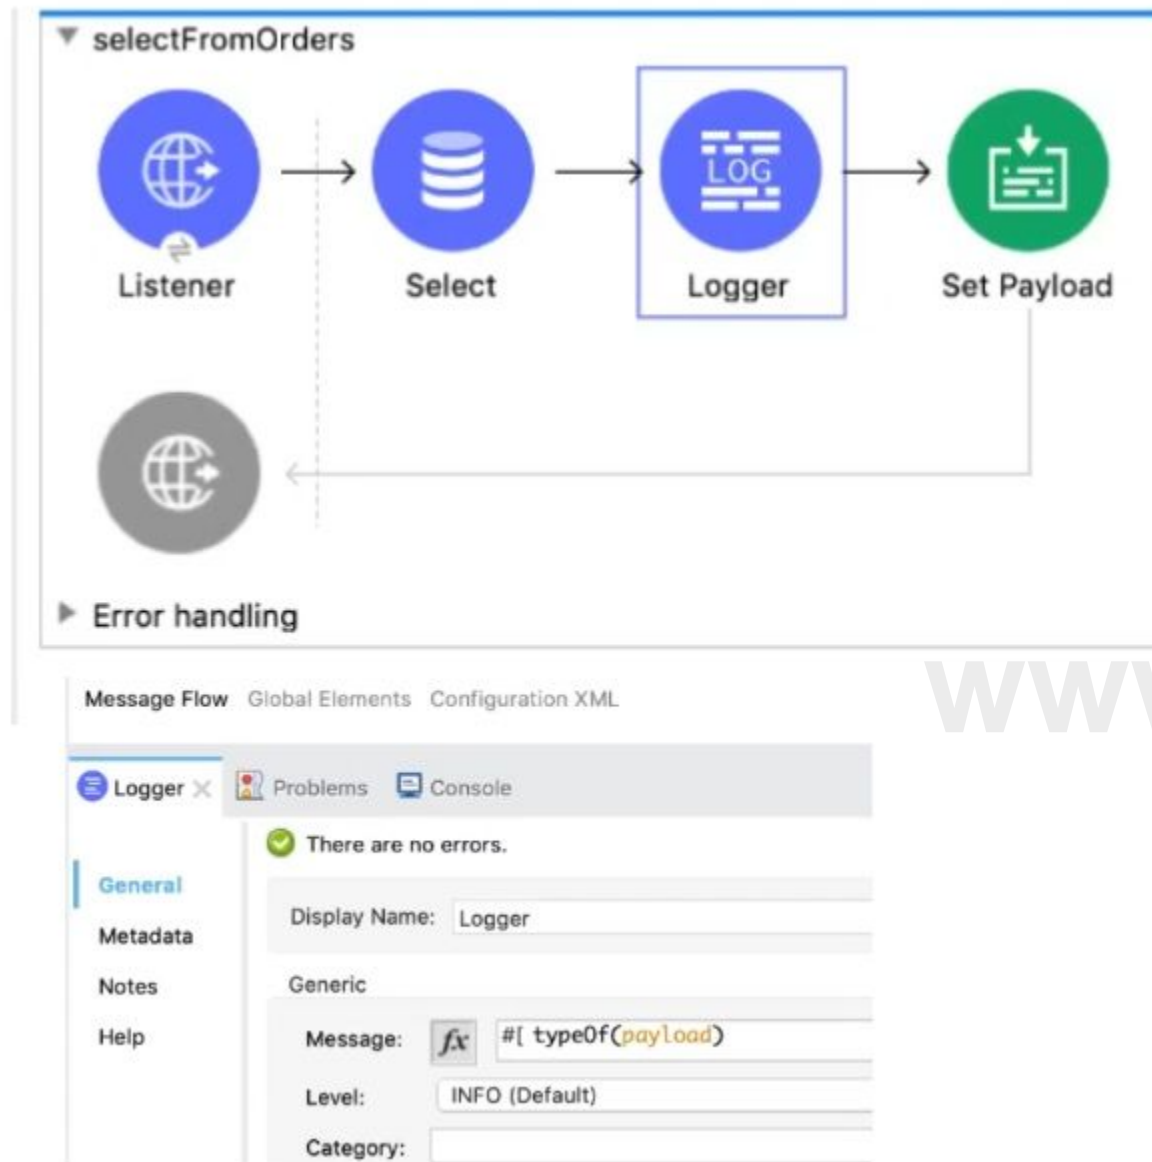 selectFromOrders
LOG
Listener Select Logger Set Payload
Error handling
WW
Message Flow Global Elements Configuration XML
Logger Problems Console
There are no errors.
General
Display Name: Logger
Metadata
Notes
Generic
Help
Message: fx #[ typeOf(payload)
Level: INFO (Default)
Category: